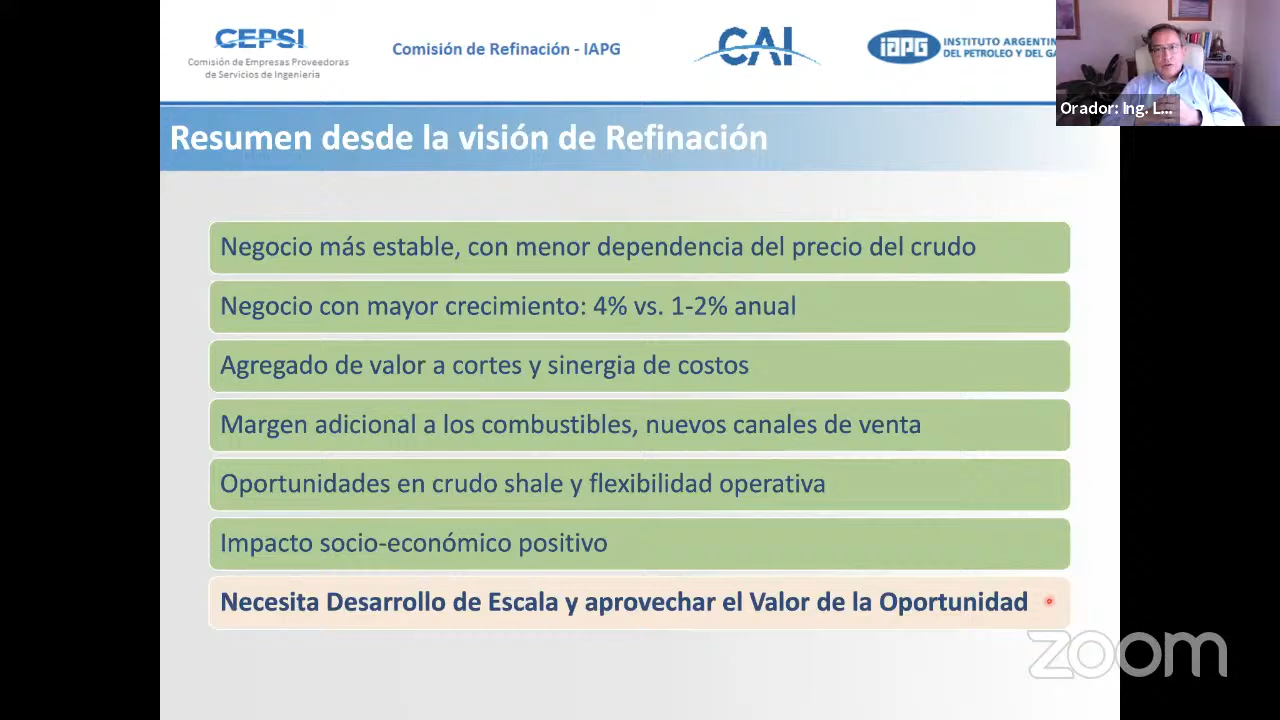 CEPSI
Comisión de Empresas Proveedoras
de Servicios de Ingeniería
Comisión de Refinación - IAPG
CAI
iapg
INSTITUTO ARGENTIN
DEL PETROLEO Y DEL GA
Orador: Ing. L...
Resumen desde la visión de Refinación
Negocio más estable, con menor dependencia del precio del crudo
Negocio con mayor crecimiento: 4% vs. 1-2% anual
Agregado de valor a cortes y sinergia de costos
Margen adicional a los combustibles, nuevos canales de venta
Oportunidades en crudo shale y flexibilidad operativa
Impacto socio-económico positivo
Necesita Desarrollo de Escala y aprovechar el Valor de la Oportunidad
zoom